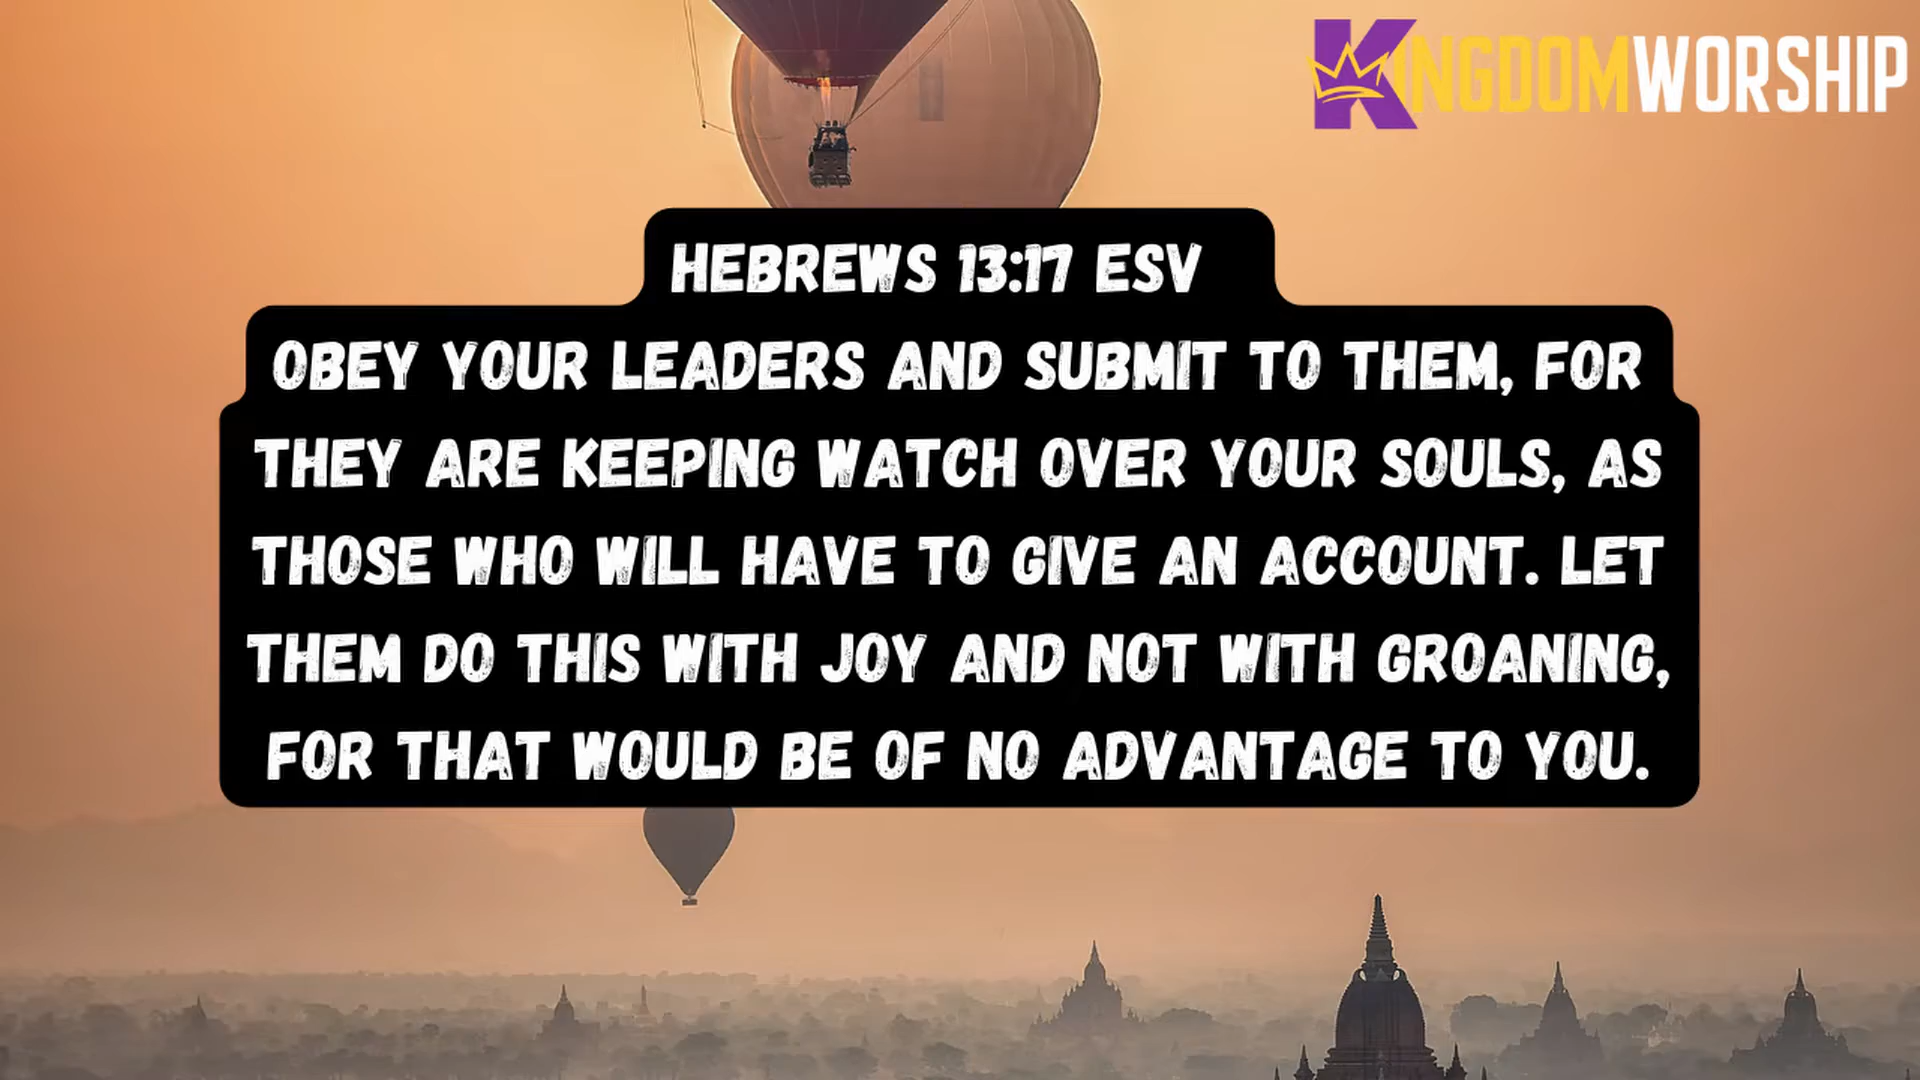 KINGDOMWORSHIP
HEBREWS 13:17 ESV
OBEY YOUR LEADERS AND SUBMIT TO THEM, FOR
THEY ARE KEEPING WATCH OVER YOUR SOULS, AS
THOSE WHO WILL HAVE TO GIVE AN ACCOUNT. LET
THEM DO THIS WITH JOY AND NOT WITH GROANING,
FOR THAT WOULD BE OF NO ADVANTAGE TO YOU.